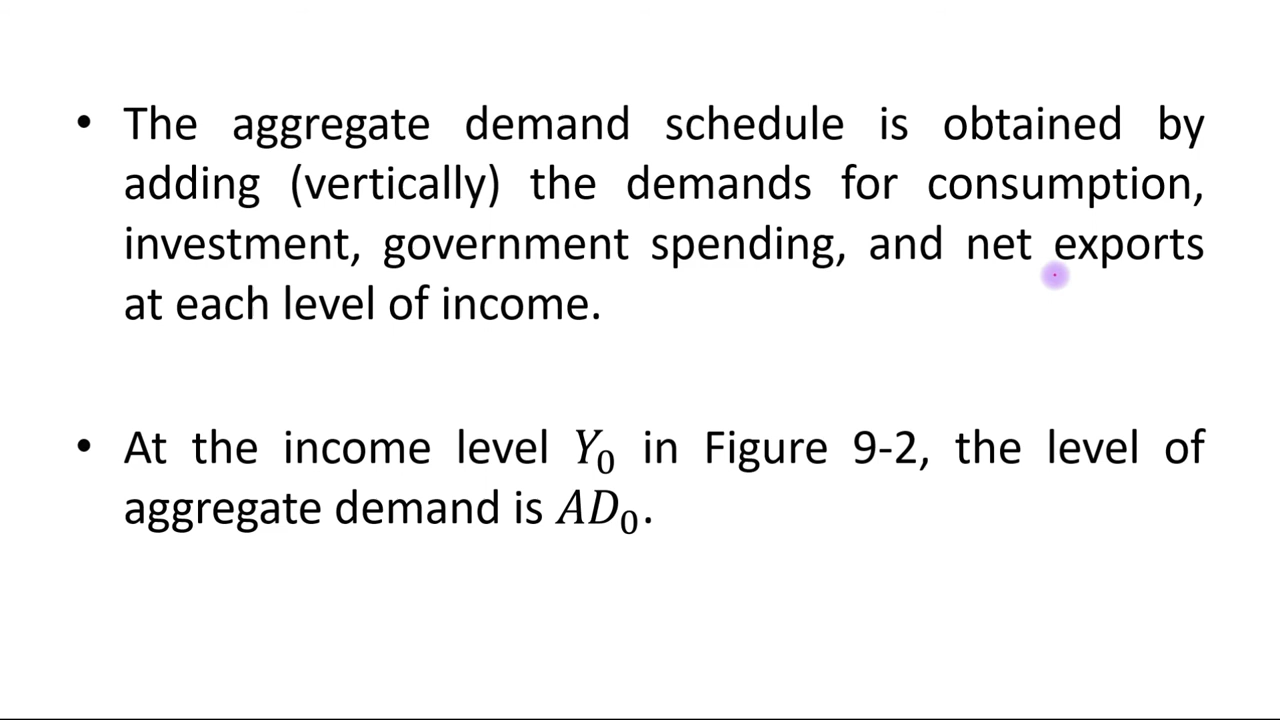 • The aggregate demand schedule is obtained by
adding (vertically) the demands for consumption,
investment, government spending, and net exports
at each level of income.
• At the income level Y₀ in Figure 9-2, the level of
aggregate demand is AD₀.